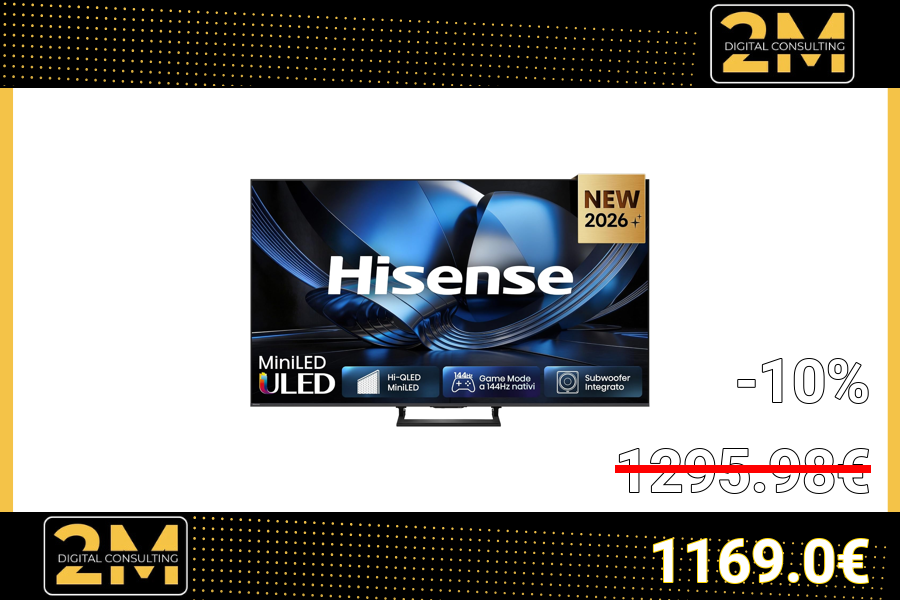 2M
DIGITAL CONSULTING
NEW
2026
Hisense
MiniLED
ULED
Hi-QLED
MiniLED
144Hz
Game Mode
a 144Hz nativi
Subwoofer
Integrato
-10%
1295.98€
2M
DIGITAL CONSULTING
1169.0€